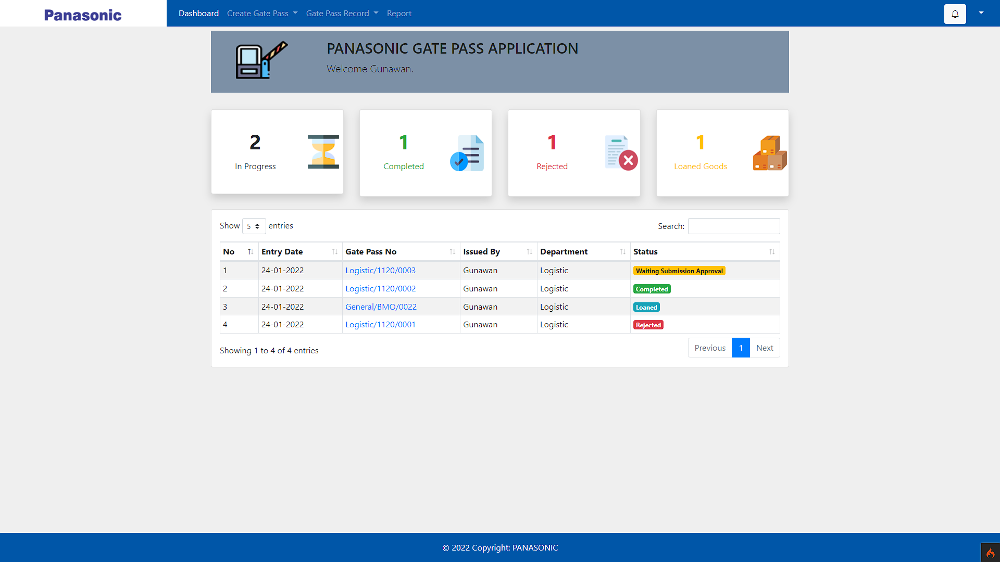 Panasonic
Dashboard Create Gate Pass Gate Pass Record Report
PANASONIC GATE PASS APPLICATION
Welcome Gunawan.
2 1 1 1
In Progress Completed Rejected Loaned Goods
Show 5 entries Search:
No Entry Date Gate Pass No Issued By Department Status
1 24-01-2022 Logistic/1120/0003 Gunawan Logistic Waiting Submission Approval
2 24-01-2022 Logistic/1120/0002 Gunawan Logistic Completed
3 24-01-2022 General/BMO/0022 Gunawan Logistic Loaned
4 24-01-2022 Logistic/1120/0001 Gunawan Logistic Rejected
Showing 1 to 4 of 4 entries Previous 1 Next
© 2022 Copyright: PANASONIC